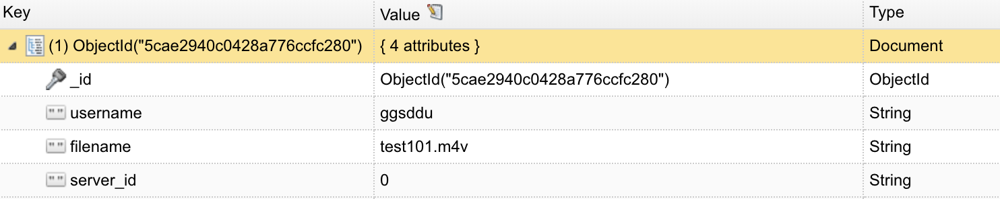 Key Value Type
(1) ObjectId("5cae2940c0428a776ccfc280") { 4 attributes } Document
_id ObjectId("5cae2940c0428a776ccfc280") ObjectId
username ggsddu String
filename test101.m4v String
server_id 0 String